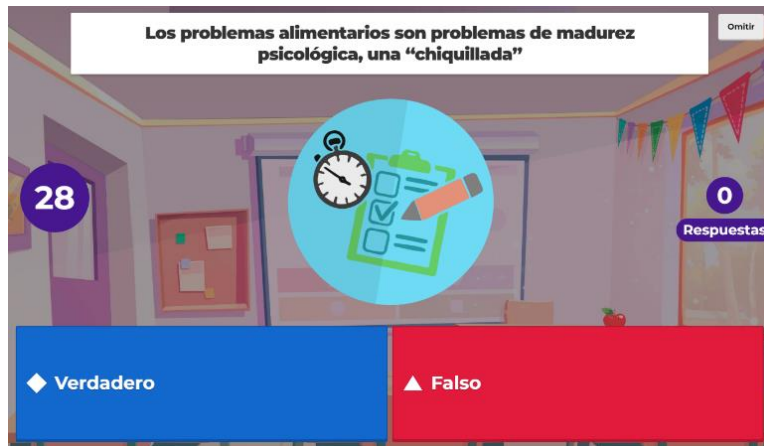 Los problemas alimentarios son problemas de madurez
psicológica, una “chiquillada”
Omitir
28
0
Respuestas
Verdadero
Falso